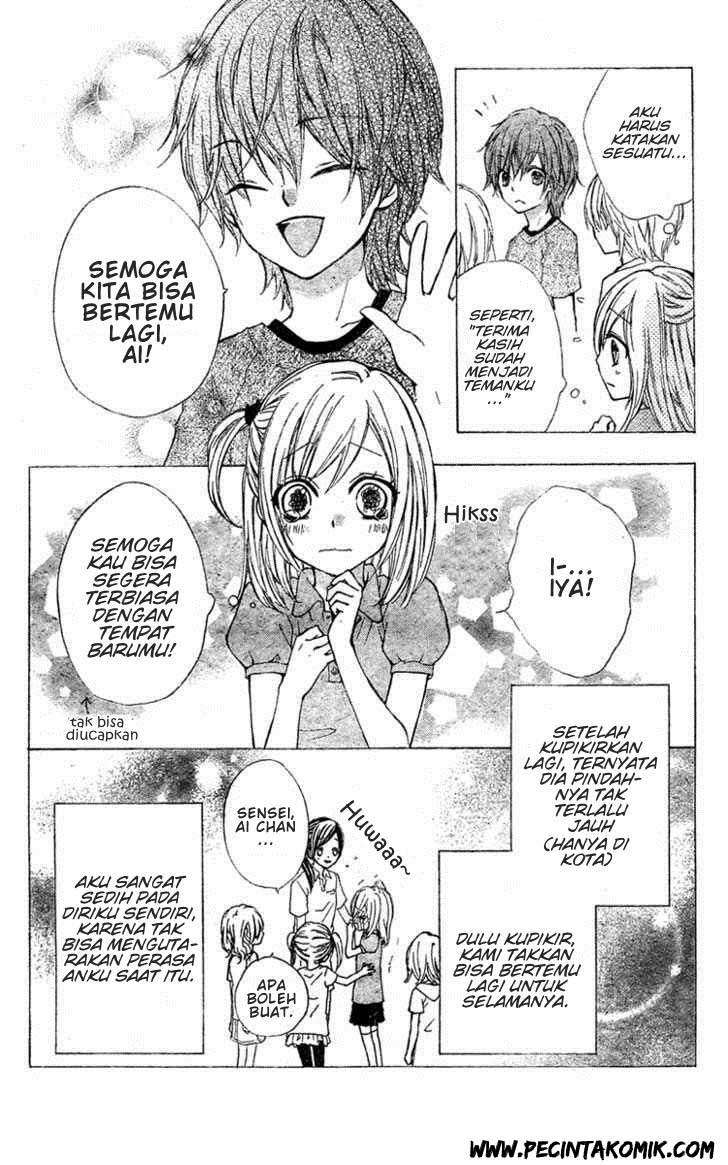 AKU
HARUS
KATAKAN
SESUATU...
SEPERTI,
"TERIMA
KASIH
SUDAH
MENJADI
TEMANKU
..."
SEMOGA
KITA BISA
BERTEMU
LAGI,
AI!
Hikss
I-...
IYA!
SEMOGA
KAU BISA
SEGERA
TERBIASA
DENGAN
TEMPAT
BARUMU!
tak bisa
diucapkan
SETELAH
KUPIKIRKAN
LAGI, TERNYATA
DIA PINDAH-
NYA TAK
TERLALU
JAUH
(HANYA DI
KOTA)
DULU KUPIKIR,
KAMI TAKKAN
BISA BERTEMU
LAGI UNTUK
SELAMANYA.
Huwaaa~
SENSEI,
AI CHAN
...
APA
BOLEH
BUAT.
AKU SANGAT
SEDIH PADA
DIRIKU SENDIRI,
KARENA TAK
BISA MENGUTA-
RAKAN PERASA
ANKU SAAT ITU.
WWW.PECINTAKOMIK.COM